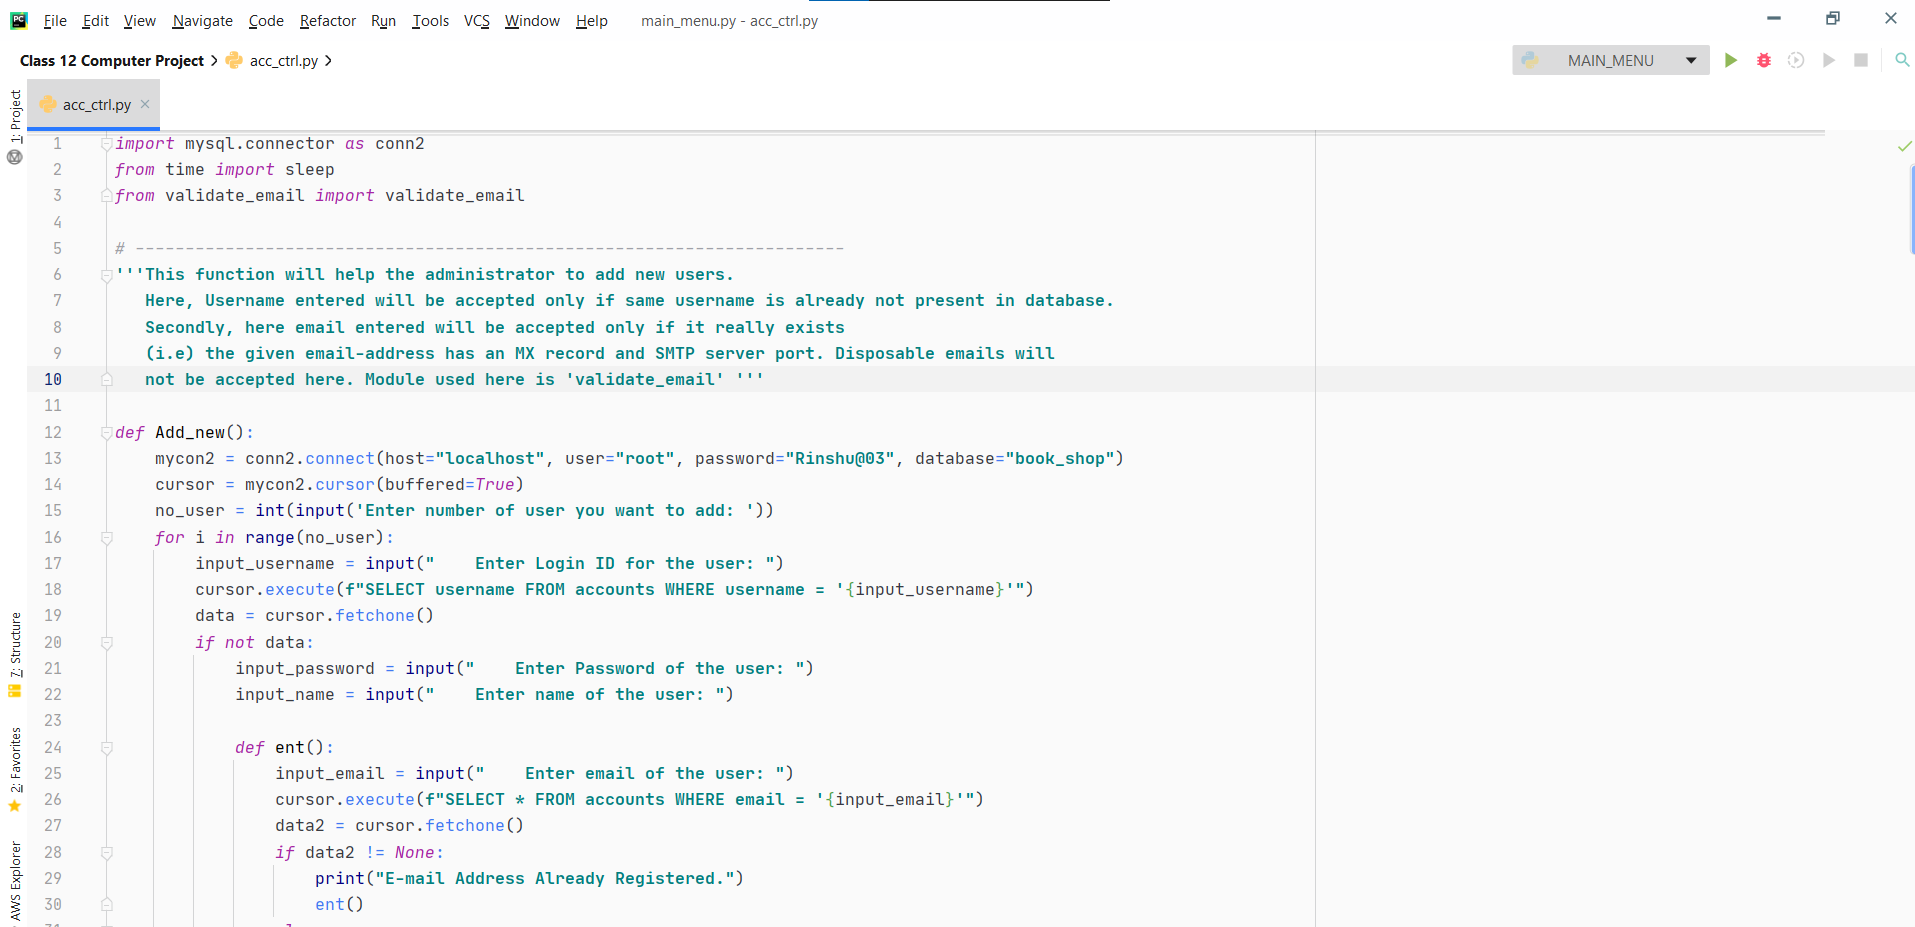 File Edit View Navigate Code Refactor Run Tools VCS Window Help main_menu.py - acc_ctrl.py
Class 12 Computer Project acc_ctrl.py MAIN_MENU
acc_ctrl.py
1: Project
7: Structure
2: Favorites
AWS Explorer
1 import mysql.connector as conn2
2 from time import sleep
3 from validate_email import validate_email
4
5 # -----------------------------------------------------------------------
6 '''This function will help the administrator to add new users.
7    Here, Username entered will be accepted only if same username is already not present in database.
8    Secondly, here email entered will be accepted only if it really exists
9    (i.e) the given email-address has an MX record and SMTP server port. Disposable emails will
10    not be accepted here. Module used here is 'validate_email' '''
11
12 def Add_new():
13     mycon2 = conn2.connect(host="localhost", user="root", password="Rinshu@03", database="book_shop")
14     cursor = mycon2.cursor(buffered=True)
15     no_user = int(input('Enter number of user you want to add: '))
16     for i in range(no_user):
17         input_username = input("    Enter Login ID for the user: ")
18         cursor.execute(f"SELECT username FROM accounts WHERE username = '{input_username}'")
19         data = cursor.fetchone()
20         if not data:
21             input_password = input("    Enter Password of the user: ")
22             input_name = input("    Enter name of the user: ")
23
24             def ent():
25                 input_email = input("    Enter email of the user: ")
26                 cursor.execute(f"SELECT * FROM accounts WHERE email = '{input_email}'")
27                 data2 = cursor.fetchone()
28                 if data2 != None:
29                     print("E-mail Address Already Registered.")
30                     ent()